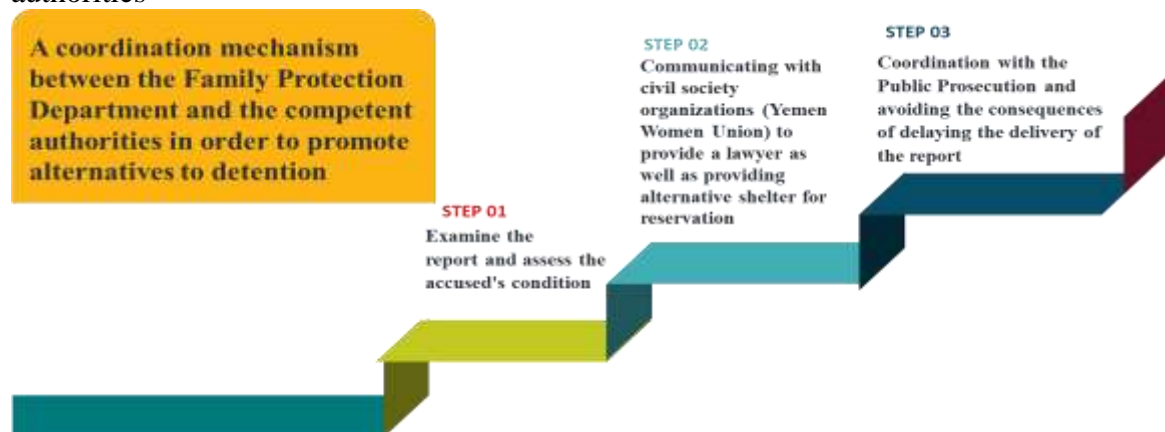 authorities
A coordination mechanism
between the Family Protection
Department and the competent
authorities in order to promote
alternatives to detention
STEP 01
Examine the
report and assess the
accused's condition
STEP 02
Communicating with
civil society
organizations (Yemen
Women Union) to
provide a lawyer as
well as providing
alternative shelter for
reservation
STEP 03
Coordination with the
Public Prosecution and
avoiding the consequences
of delaying the delivery of
the report